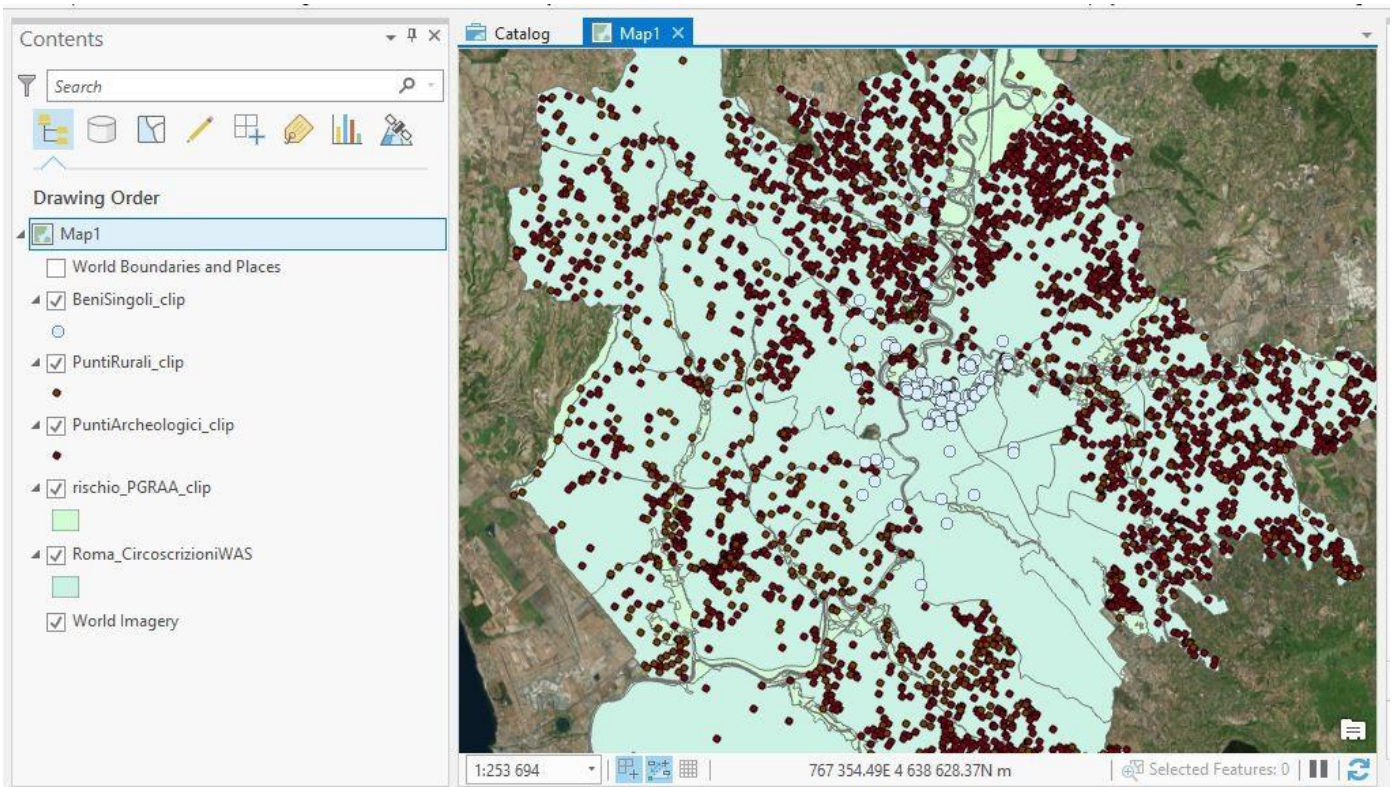 Contents
Search
Drawing Order
Map1
World Boundaries and Places
BeniSingoli_clip
PuntiRurali_clip
PuntiArcheologici_clip
rischio_PGRAA_clip
Roma_CircoscrizioniWAS
World Imagery
Catalog Map1
1:253 694 767 354.49E 4 638 628.37N m Selected Features: 0